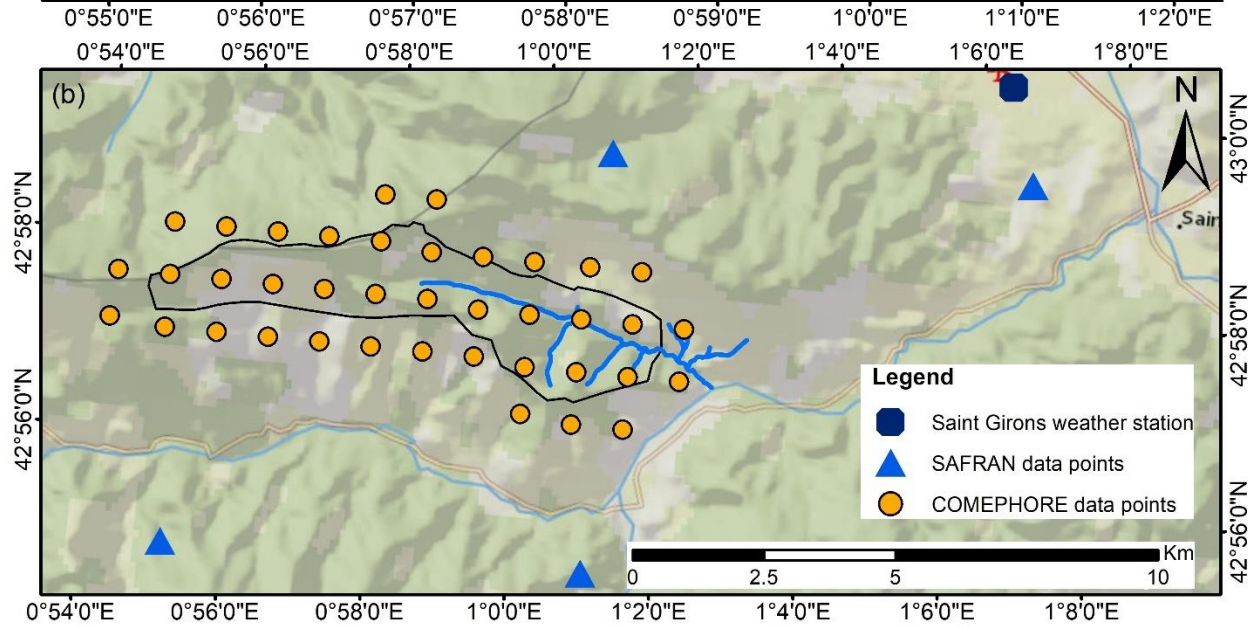 0°55'0"E 0°56'0"E 0°57'0"E 0°58'0"E 0°59'0"E 1°0'0"E 1°1'0"E 1°2'0"E
0°54'0"E 0°56'0"E 0°58'0"E 1°0'0"E 1°2'0"E 1°4'0"E 1°6'0"E 1°8'0"E
(b)
N
43°0'0"N
42°58'0"N
Sain
42°58'0"N
Legend
Saint Girons weather station
42°56'0"N
SAFRAN data points
COMEPHORE data points
42°56'0"N
Km
0 2.5 5 10
0°54'0"E 0°56'0"E 0°58'0"E 1°0'0"E 1°2'0"E 1°4'0"E 1°6'0"E 1°8'0"E